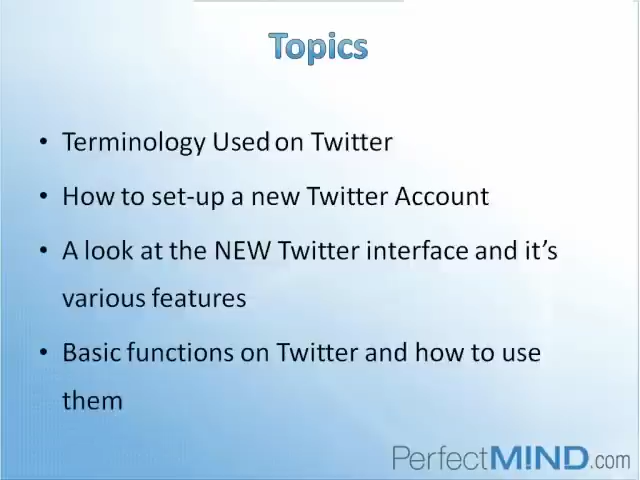 Topics
• Terminology Used on Twitter
• How to set-up a new Twitter Account
• A look at the NEW Twitter interface and it's
various features
• Basic functions on Twitter and how to use
them
PerfectMIND.com